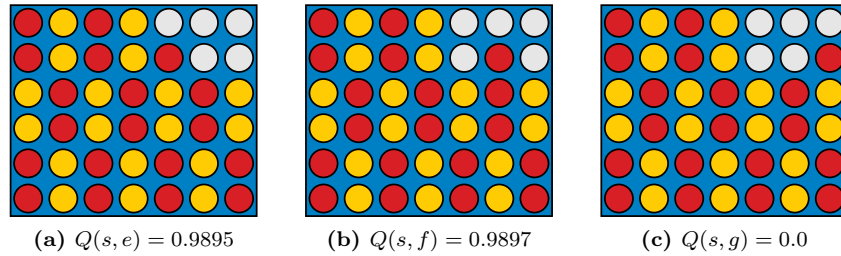 (a) Q(s, e) = 0.9895
(b) Q(s, f) = 0.9897
(c) Q(s, g) = 0.0